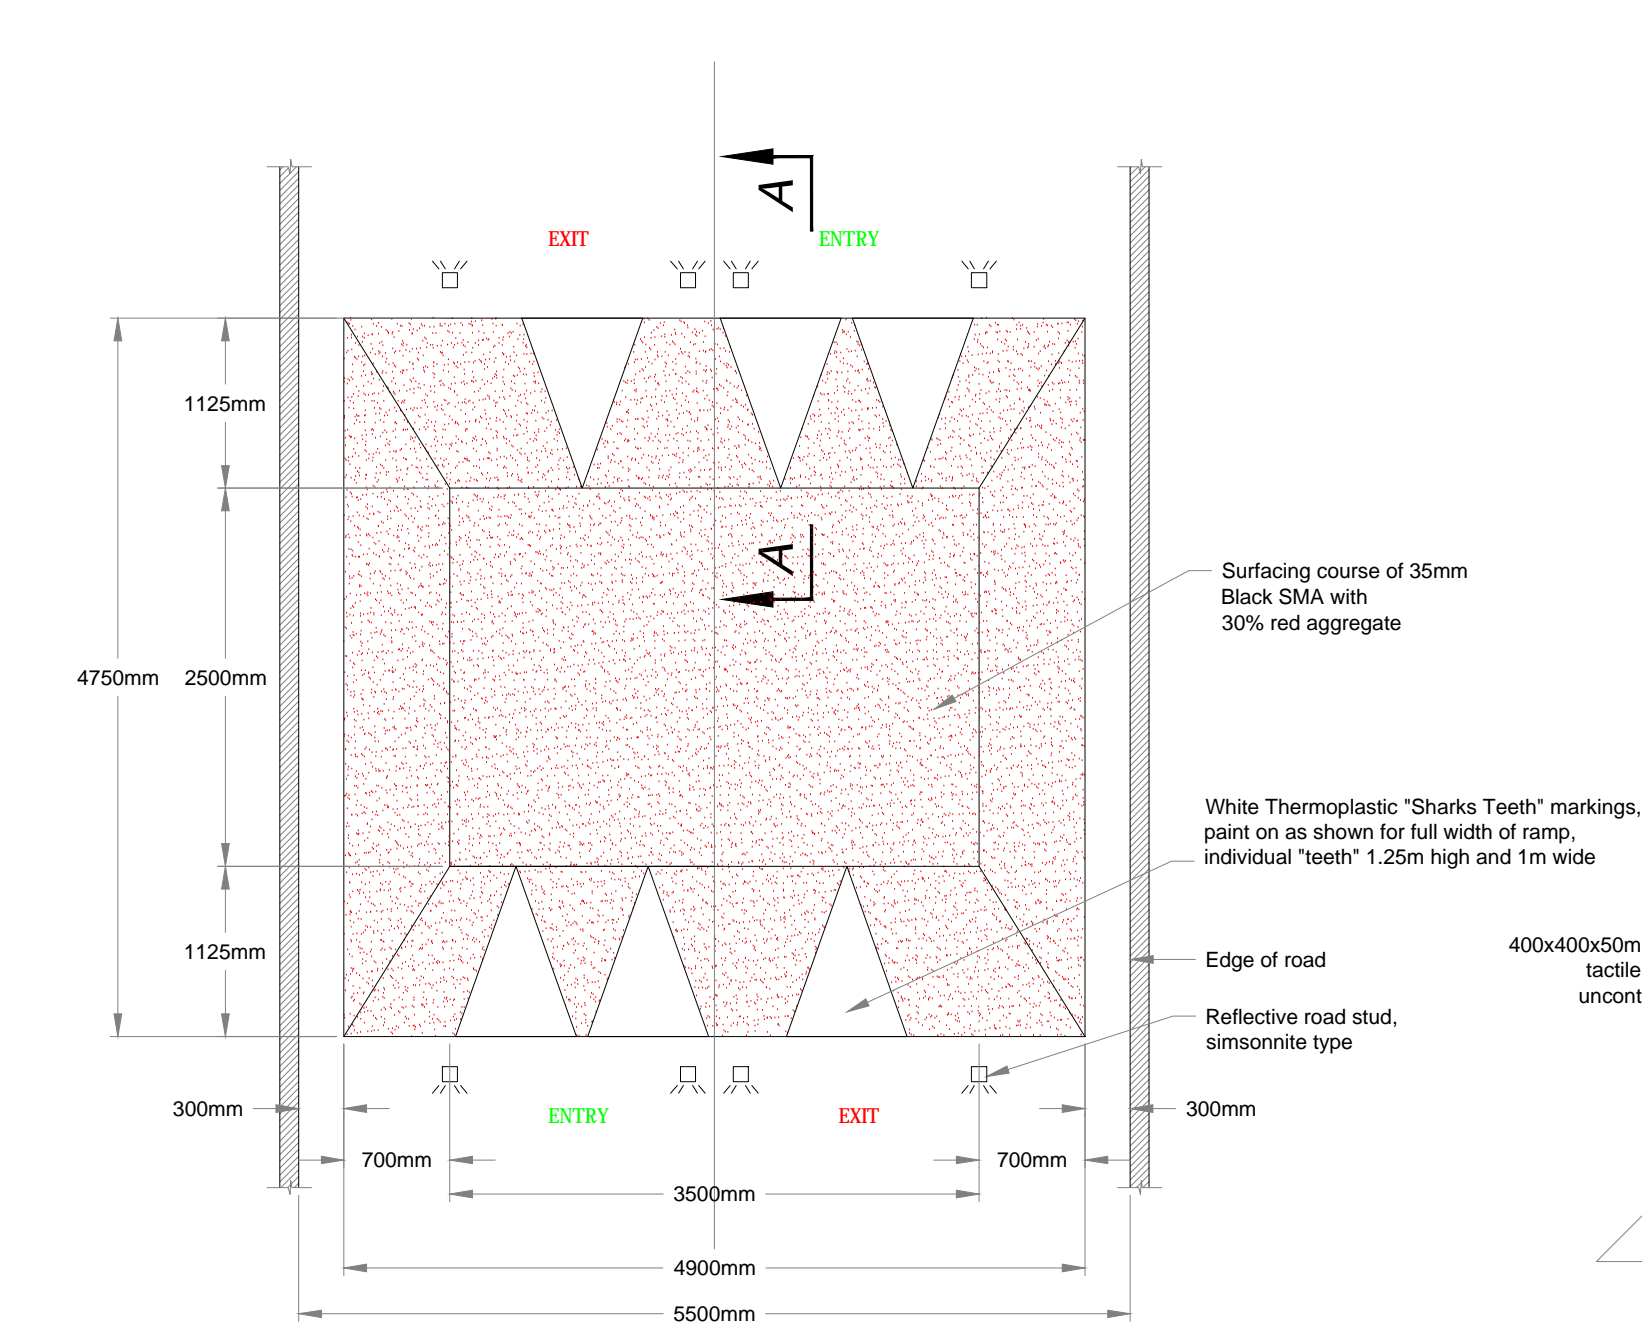 A
EXIT
ENTRY
1125mm
A
Surfacing course of 35mm
Black SMA with
30% red aggregate
4750mm
2500mm
White Thermoplastic "Sharks Teeth" markings,
paint on as shown for full width of ramp,
individual "teeth" 1.25m high and 1m wide
1125mm
Edge of road
400x400x50m
tactile
uncont
Reflective road stud,
simsonnite type
300mm
ENTRY
EXIT
300mm
700mm
700mm
3500mm
4900mm
5500mm